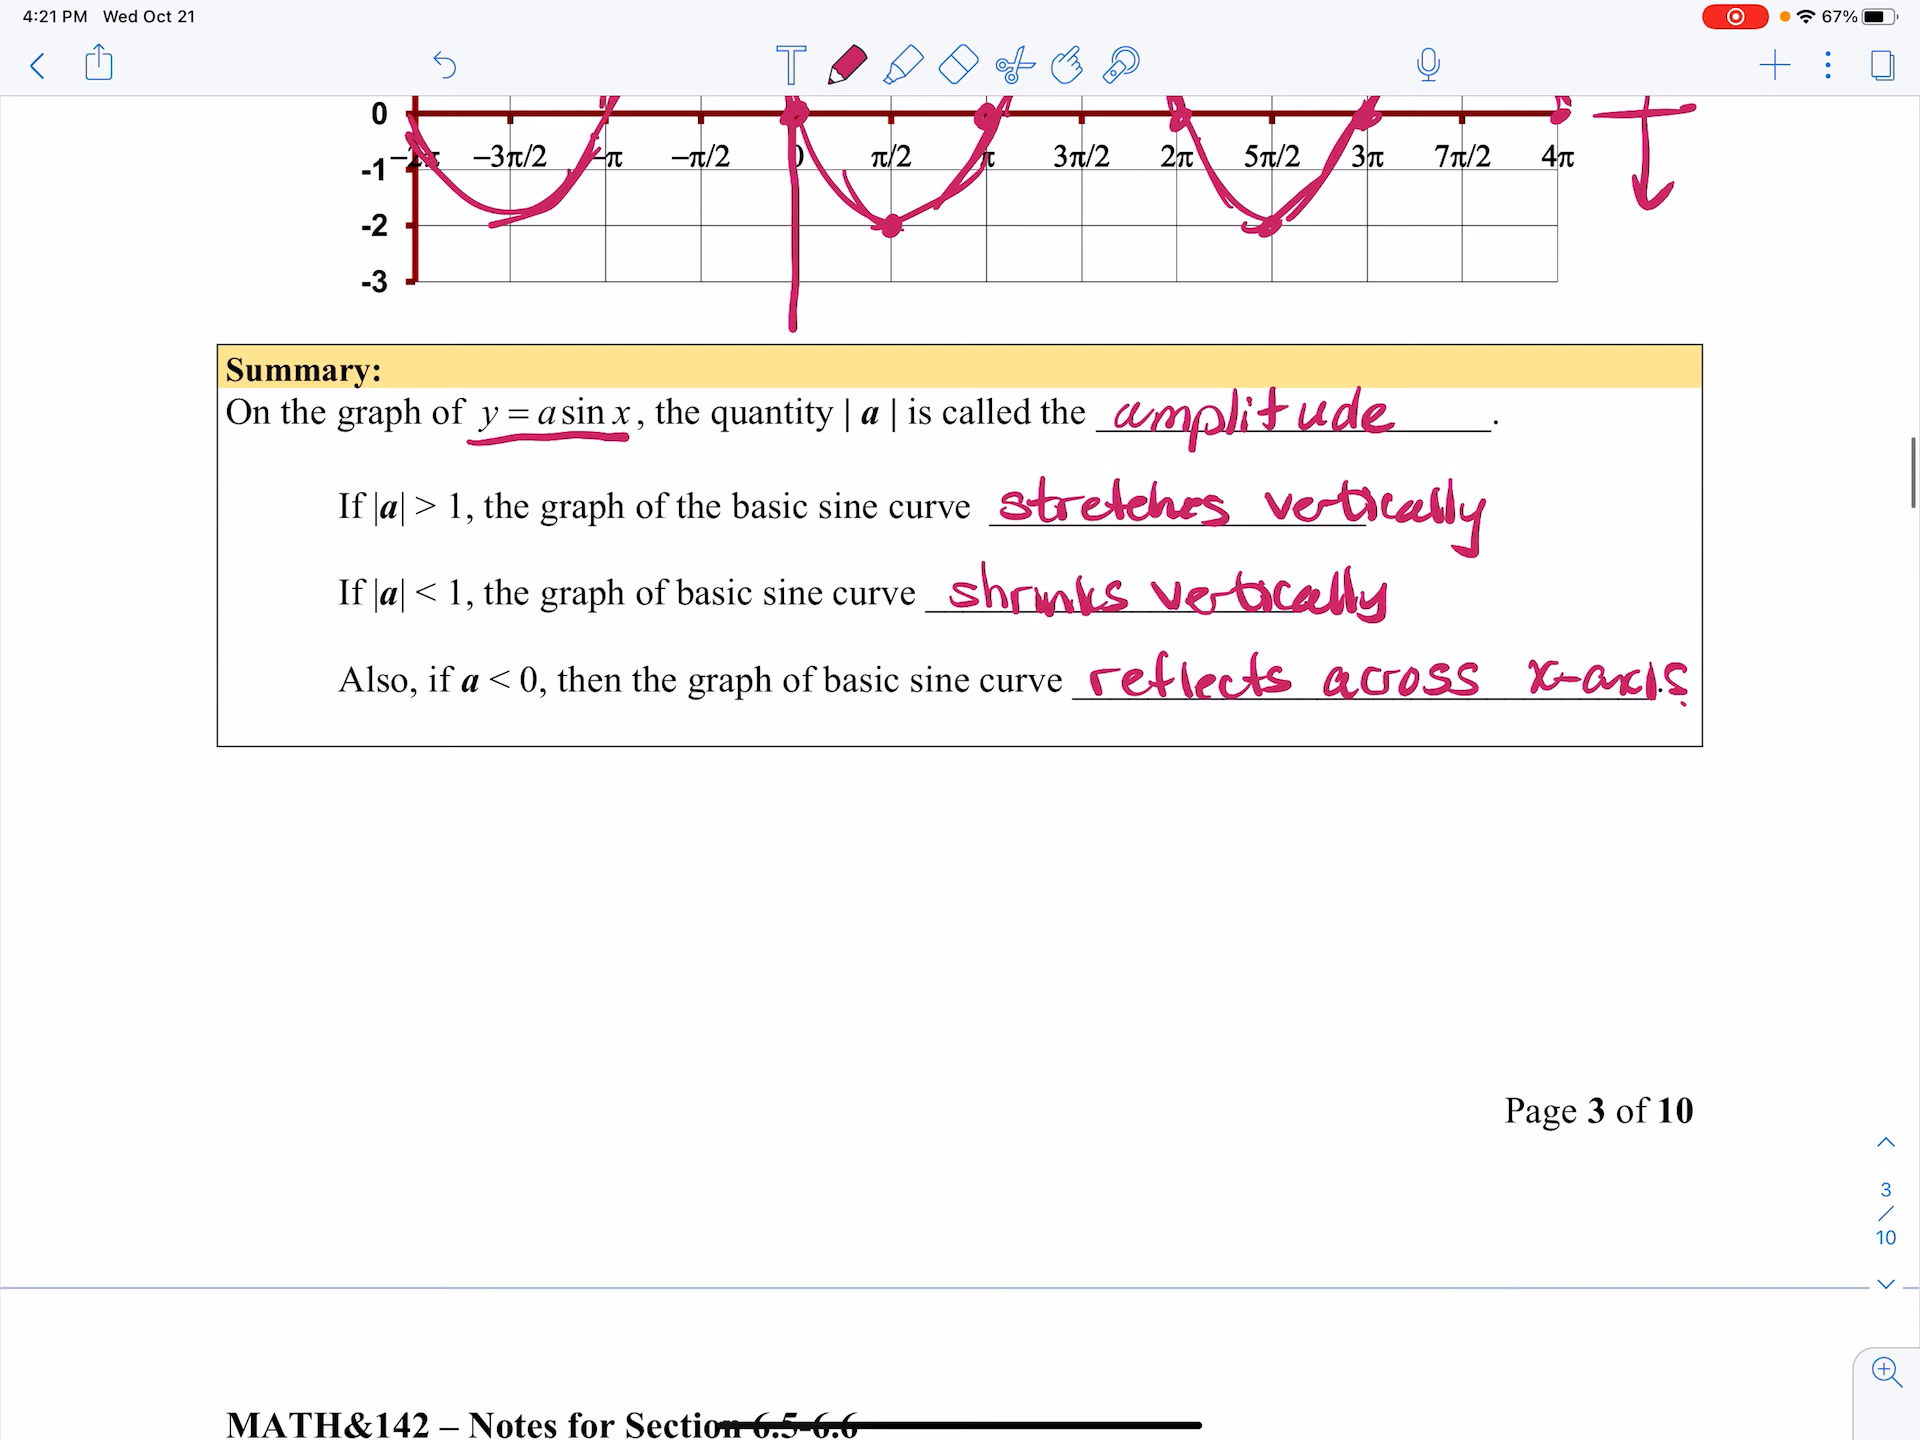 4:21 PM Wed Oct 21 67%
0
−2π −3π/2 −π −π/2 0 π/2 π 3π/2 2π 5π/2 3π 7π/2 4π
-1
-2
-3
Summary:
On the graph of y = a sin x, the quantity | a | is called the amplitude.
If |a| > 1, the graph of the basic sine curve stretches vertically
If |a| < 1, the graph of basic sine curve shrinks vertically
Also, if a < 0, then the graph of basic sine curve reflects across x-axis.
Page 3 of 10
3
/
10
MATH&142 – Notes for Section 6.5-6.6